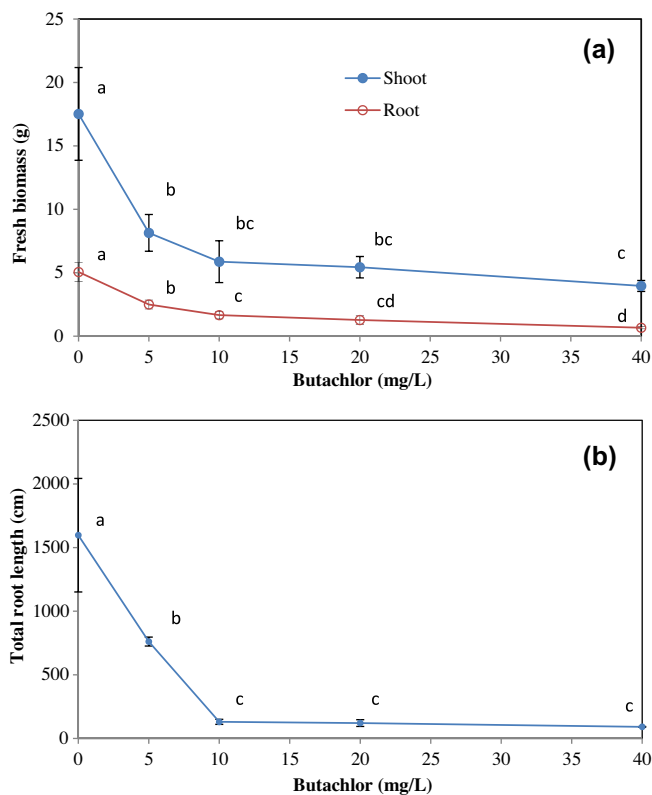 25
(a)
20
a
Shoot
Root
Fresh biomass (g)
15
10
b
bc
bc
c
5
a
b
c
cd
d
0
0 5 10 15 20 25 30 35 40
Butachlor (mg/L)
2500
(b)
2000
a
1500
Total root length (cm)
1000
b
500
c
c
c
0
0 5 10 15 20 25 30 35 40
Butachlor (mg/L)